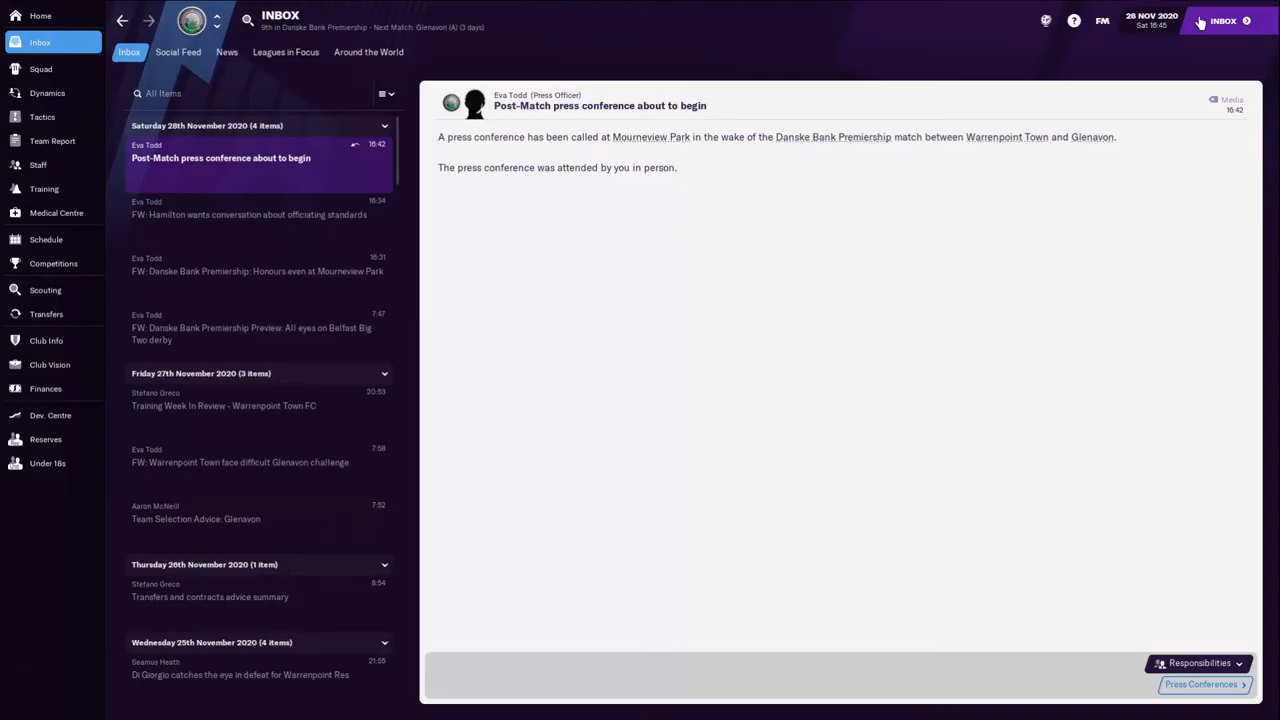 Home
Inbox
Squad
Dynamics
Tactics
Team Report
Staff
Training
Medical Centre
Schedule
Competitions
Scouting
Transfers
Club Info
Club Vision
Finances
Dev. Centre
Reserves
Under 18s
INBOX
9th in Danske Bank Premiership - Next Match: Glenavon (A) (3 days)
FM
28 NOV 2020
Sat 16:45
INBOX
Inbox
Social Feed
News
Leagues in Focus
Around the World
All Items
Saturday 28th November 2020 (4 items)
Eva Todd 16:42
Post-Match press conference about to begin
Eva Todd 16:34
FW: Hamilton wants conversation about officiating standards
Eva Todd 16:31
FW: Danske Bank Premiership: Honours even at Mourneview Park
Eva Todd 7:47
FW: Danske Bank Premiership Preview: All eyes on Belfast Big
Two derby
Friday 27th November 2020 (3 items)
Stefano Greco 20:53
Training Week In Review - Warrenpoint Town FC
Eva Todd 7:58
FW: Warrenpoint Town face difficult Glenavon challenge
Aaron McNeill 7:52
Team Selection Advice: Glenavon
Thursday 26th November 2020 (1 item)
Stefano Greco 8:54
Transfers and contracts advice summary
Wednesday 25th November 2020 (4 items)
Seamus Heath 21:55
Di Giorgio catches the eye in defeat for Warrenpoint Res
Eva Todd (Press Officer)
Post-Match press conference about to begin
Media
16:42
A press conference has been called at Mourneview Park in the wake of the Danske Bank Premiership match between Warrenpoint Town and Glenavon.
The press conference was attended by you in person.
Responsibilities
Press Conferences